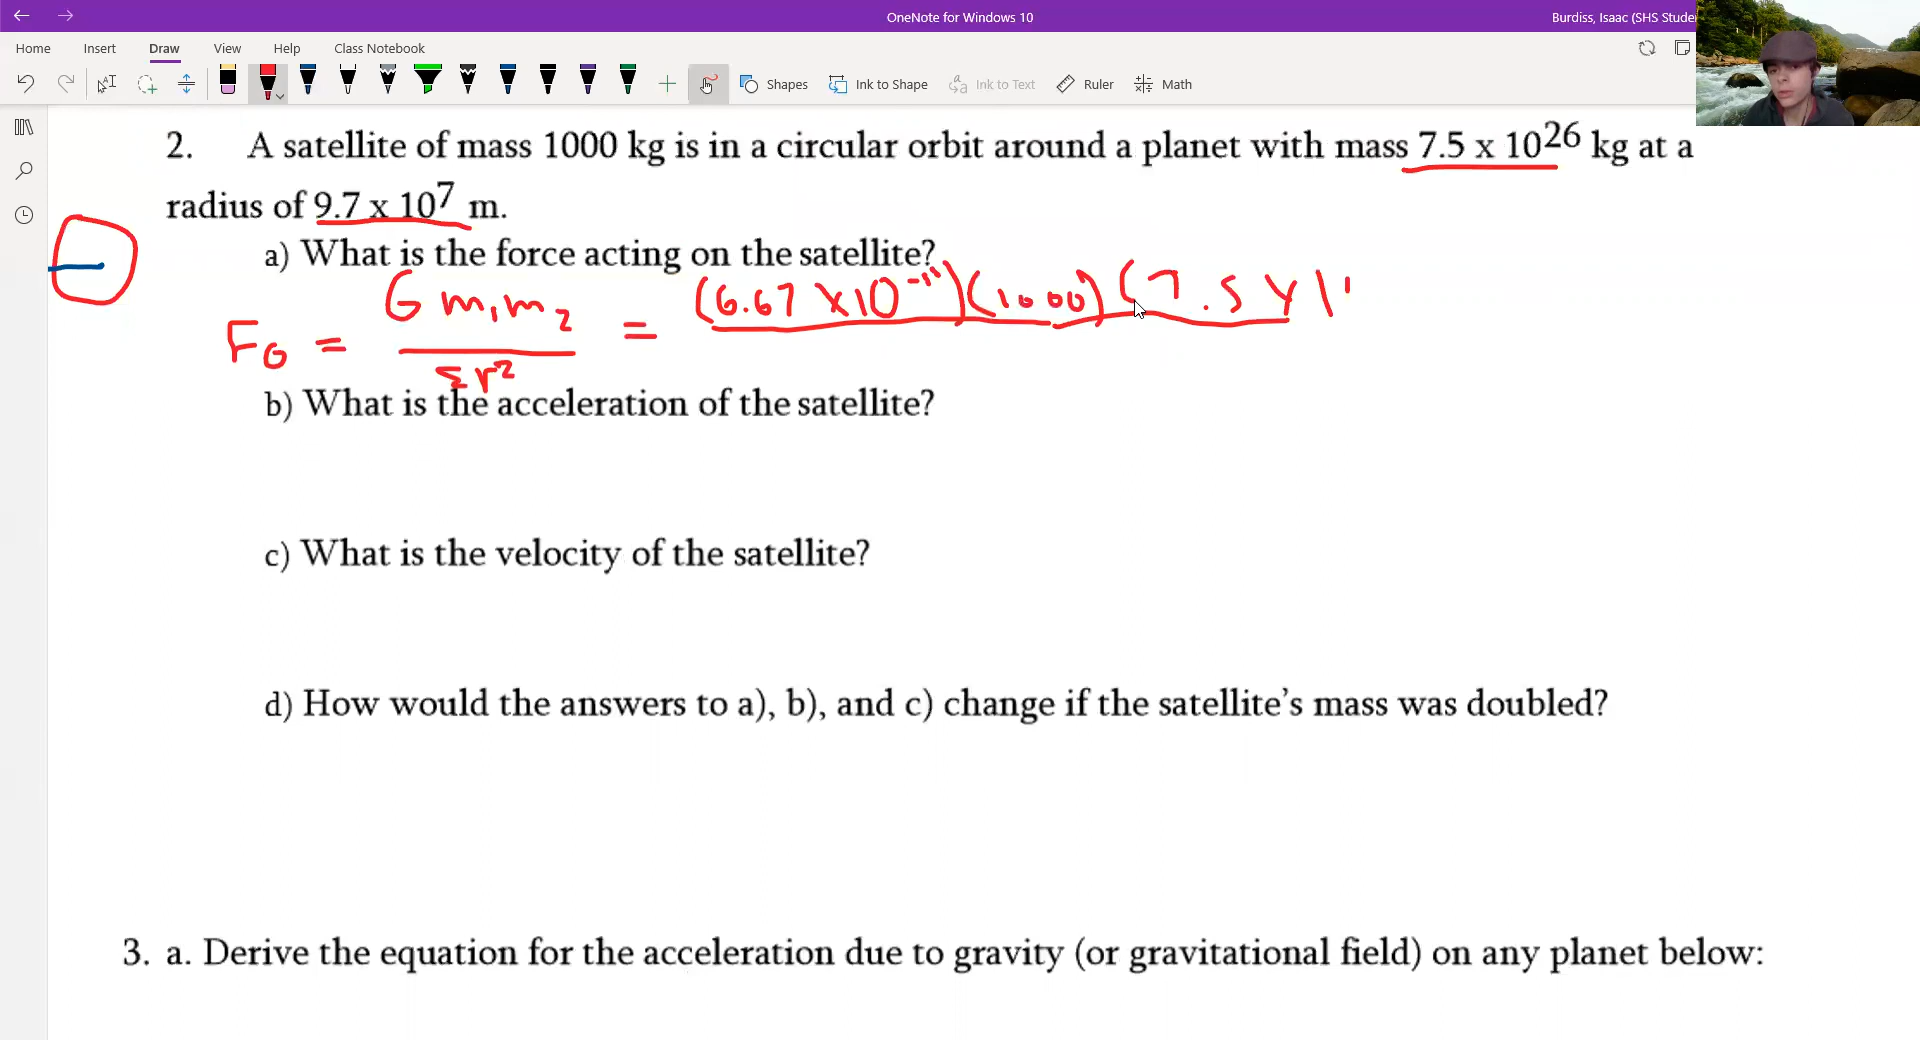 OneNote for Windows 10
Burdiss, Isaac (SHS Stude
Home Insert Draw View Help Class Notebook
Shapes Ink to Shape Ink to Text Ruler Math
2. A satellite of mass 1000 kg is in a circular orbit around a planet with mass 7.5 x 10^26 kg at a
radius of 9.7 x 10^7 m.
a) What is the force acting on the satellite?
F_G = G m_1 m_2 / Σr^2 = (6.67 x 10^-11)(1000)(7.5 x 1
b) What is the acceleration of the satellite?
c) What is the velocity of the satellite?
d) How would the answers to a), b), and c) change if the satellite’s mass was doubled?
3. a. Derive the equation for the acceleration due to gravity (or gravitational field) on any planet below: